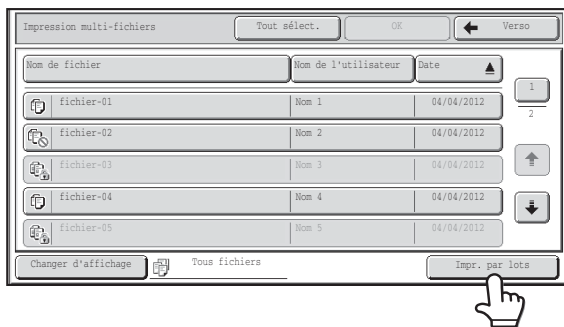 Impression multi-fichiers Tout sélect. OK Verso
Nom de fichier Nom de l'utilisateur Date
fichier-01 Nom 1 04/04/2012
1
2
fichier-02 Nom 2 04/04/2012
fichier-03 Nom 3 04/04/2012
fichier-04 Nom 4 04/04/2012
fichier-05 Nom 5 04/04/2012
Changer d'affichage Tous fichiers Impr. par lots